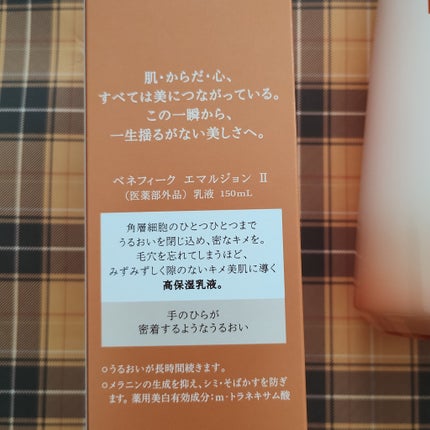 肌・からだ・心、
すべては美につながっている。
この一瞬から、
一生揺るがない美しさへ。
ベネフィーク エマルジョン Ⅱ
（医薬部外品）乳液 150mL
角層細胞のひとつひとつまで
うるおいを閉じ込め、密なキメを。
毛穴を忘れてしまうほど、
みずみずしく隙のないキメ美肌に導く
高保湿乳液。
手のひらが
密着するようなうるおい
○うるおいが長時間続きます。
○メラニンの生成を抑え、シミ・そばかすを防ぎ
ます。薬用美白有効成分；m-トラネキサム酸